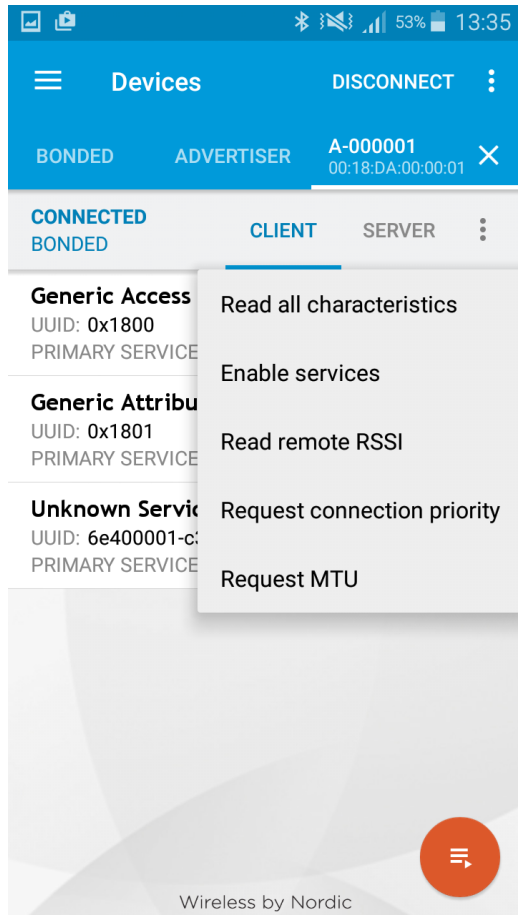 53% 13:35
Devices DISCONNECT
BONDED ADVERTISER A-000001
00:18:DA:00:00:01
CONNECTED
BONDED
CLIENT SERVER
Generic Access
UUID: 0x1800
PRIMARY SERVICE
Generic Attribu
UUID: 0x1801
PRIMARY SERVICE
Unknown Servic
UUID: 6e400001-c
PRIMARY SERVICE
Read all characteristics
Enable services
Read remote RSSI
Request connection priority
Request MTU
Wireless by Nordic